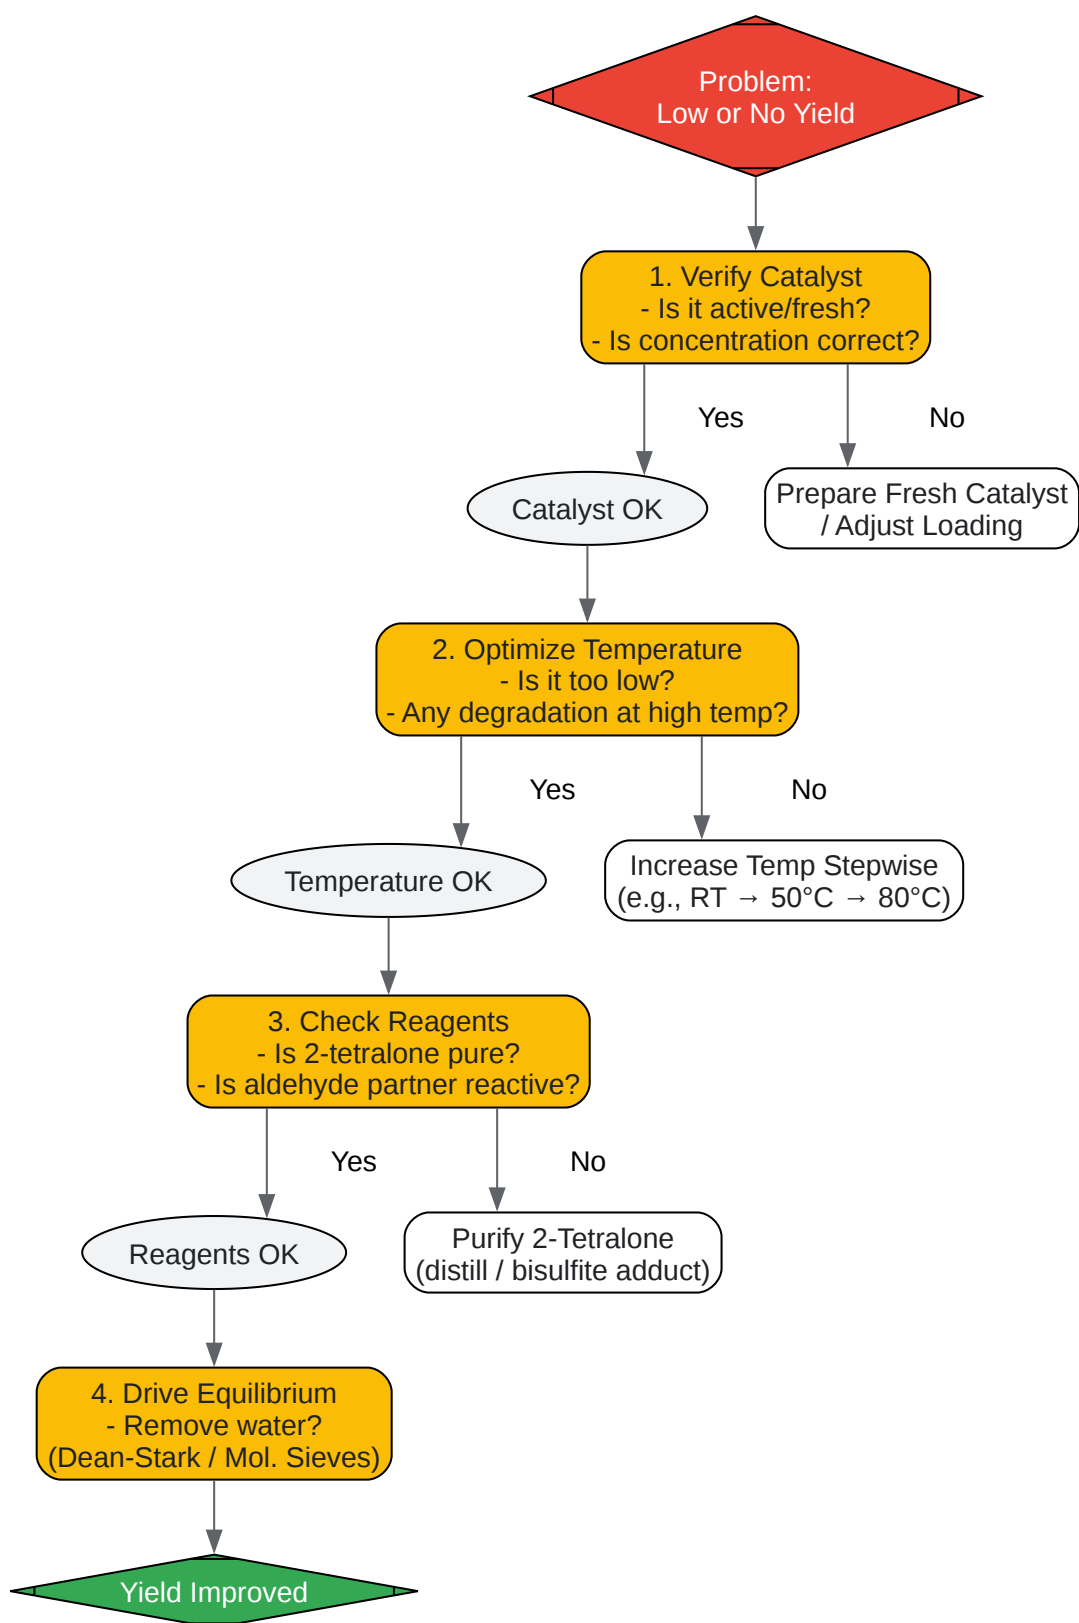 Problem:
Low or No Yield
1. Verify Catalyst
- Is it active/fresh?
- Is concentration correct?
Yes
No
Catalyst OK
Prepare Fresh Catalyst
/ Adjust Loading
2. Optimize Temperature
- Is it too low?
- Any degradation at high temp?
Yes
No
Temperature OK
Increase Temp Stepwise
(e.g., RT → 50°C → 80°C)
3. Check Reagents
- Is 2-tetralone pure?
- Is aldehyde partner reactive?
Yes
No
Reagents OK
Purify 2-Tetralone
(distill / bisulfite adduct)
4. Drive Equilibrium
- Remove water?
(Dean-Stark / Mol. Sieves)
Yield Improved